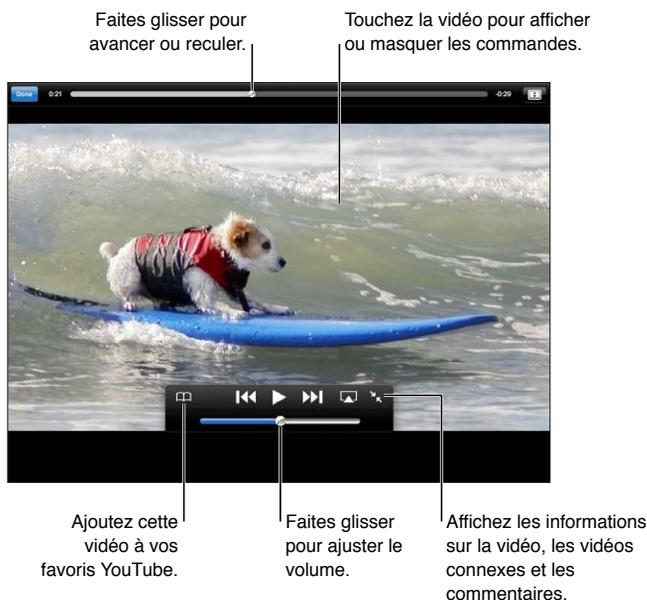 Faites glisser pour
avancer ou reculer.
Touchez la vidéo pour afficher
ou masquer les commandes.
Done 0:21 -0:29
Ajoutez cette
vidéo à vos
favoris YouTube.
Faites glisser
pour ajuster le
volume.
Affichez les informations
sur la vidéo, les vidéos
connexes et les
commentaires.